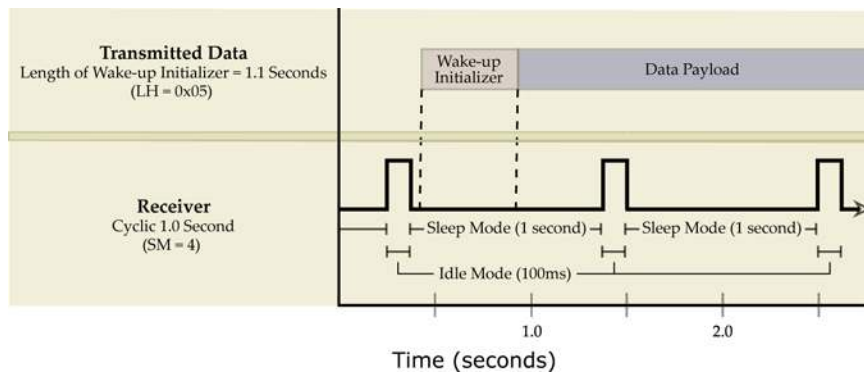 Transmitted Data
Length of Wake-up Initializer = 1.1 Seconds
(LH = 0x05)
Wake-up
Initializer
Data Payload
Receiver
Cyclic 1.0 Second
(SM = 4)
Sleep Mode (1 second)
Sleep Mode (1 second)
Idle Mode (100ms)
1.0
2.0
Time (seconds)